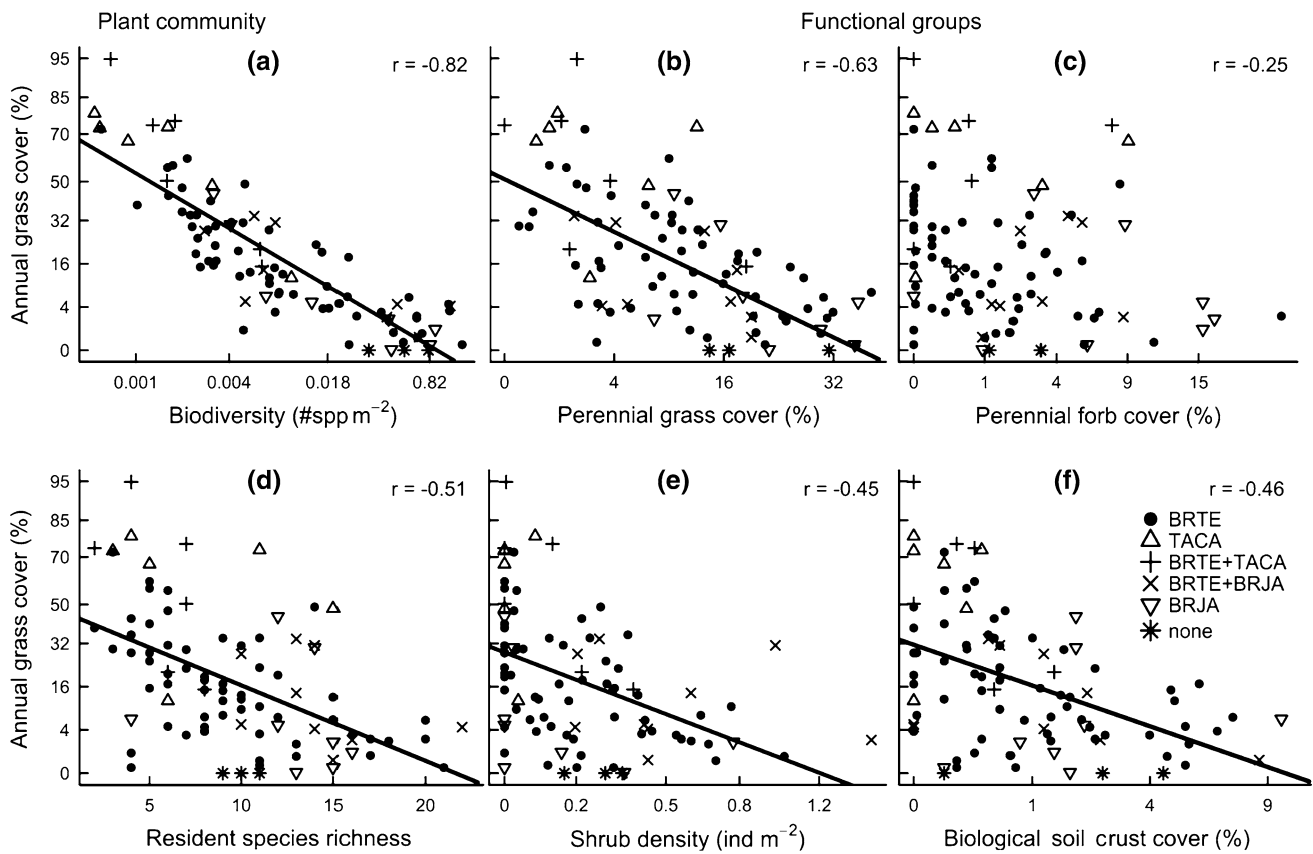 Plant community
Functional groups
(a)
r = -0.82
Annual grass cover (%)
95
85
70
50
32
16
4
0
0.001
0.004
0.018
0.82
Biodiversity (#spp m−2)
(b)
r = -0.63
0
4
16
32
Perennial grass cover (%)
(c)
r = -0.25
0
1
4
9
15
Perennial forb cover (%)
(d)
r = -0.51
Annual grass cover (%)
95
85
70
50
32
16
4
0
5
10
15
20
Resident species richness
(e)
r = -0.45
0
0.2
0.5
0.8
1.2
Shrub density (ind m−2)
(f)
r = -0.46
BRTE
TACA
BRTE+TACA
BRTE+BRJA
BRJA
none
0
1
4
9
Biological soil crust cover (%)